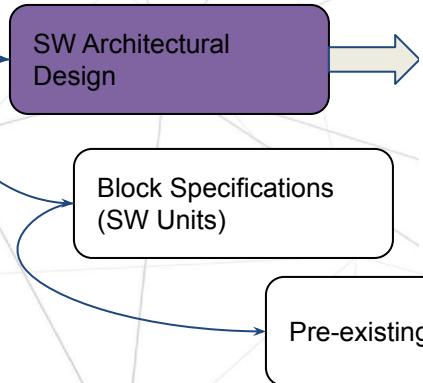 SW Architectural
Design
Block Specifications
(SW Units)
Pre-existing